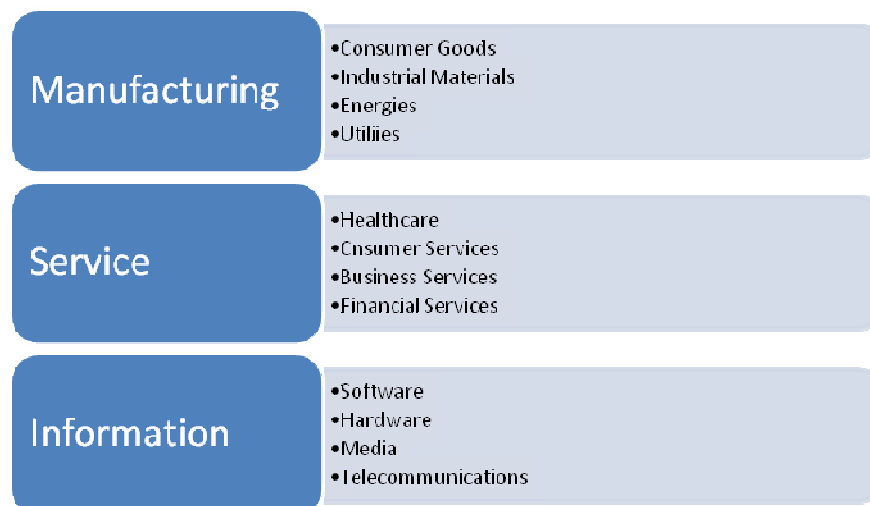 Manufacturing
•Consumer Goods
•Industrial Materials
•Energies
•Utiliies
Service
•Healthcare
•Cnsumer Services
•Business Services
•Financial Services
Information
•Software
•Hardware
•Media
•Telecommunications